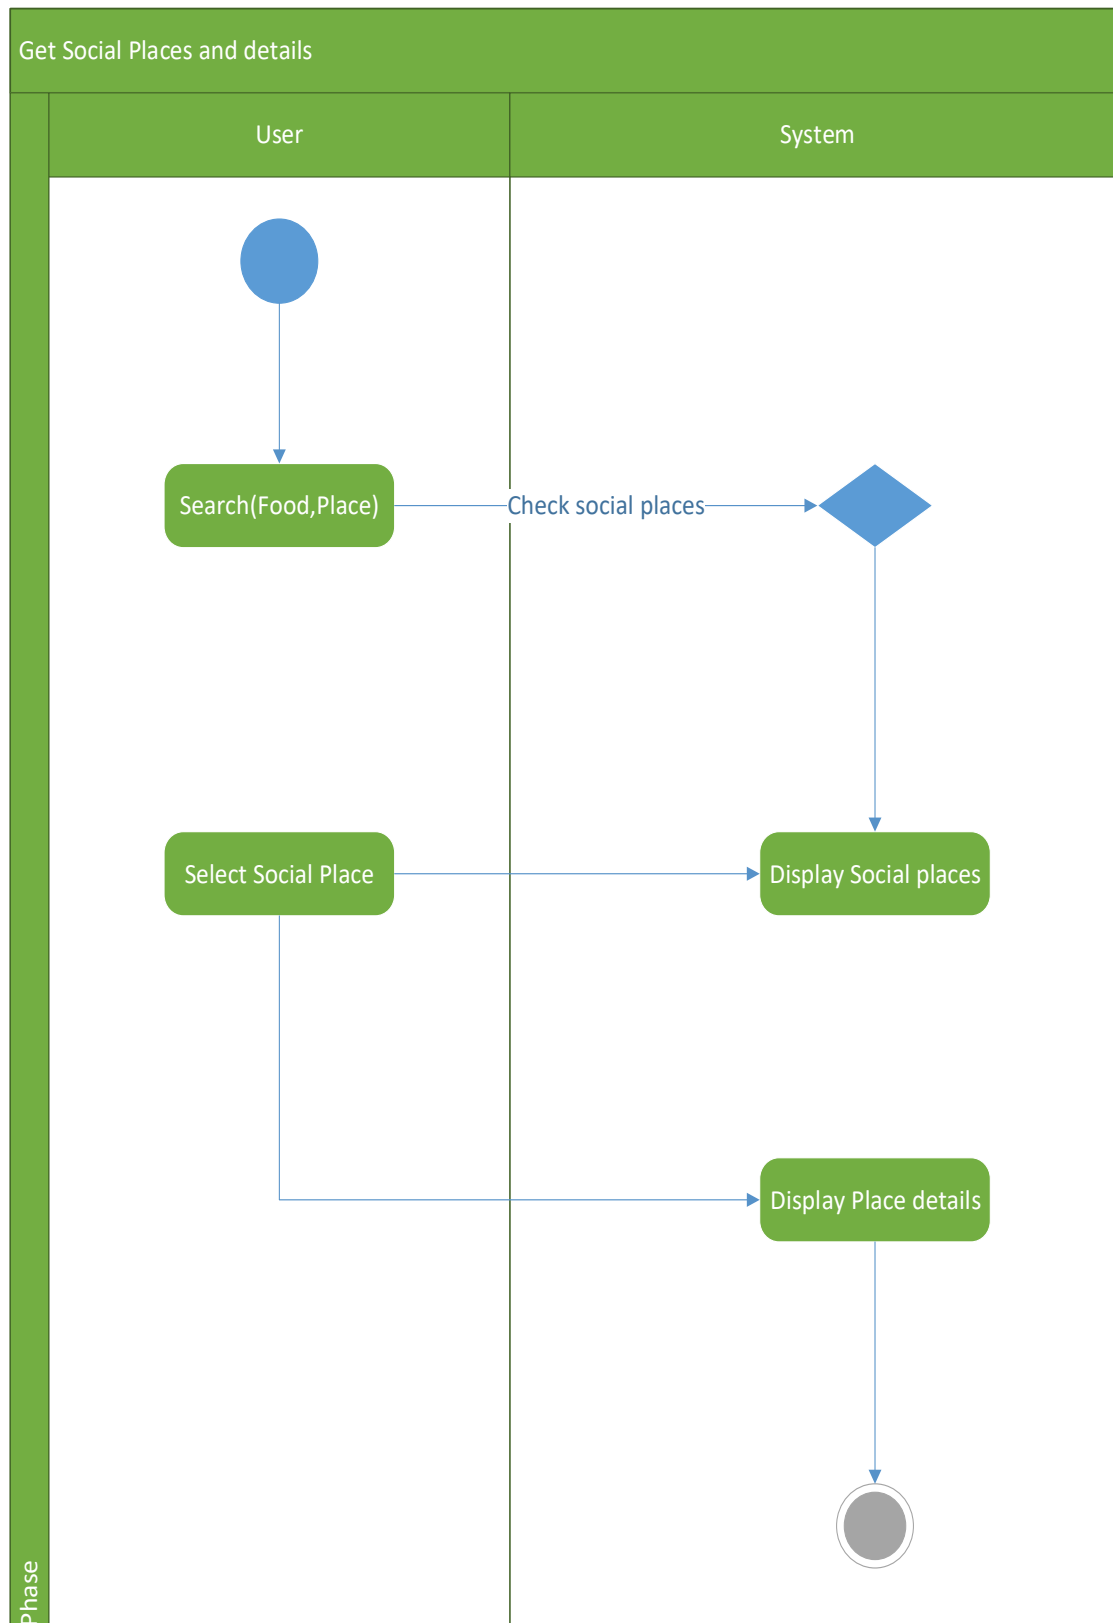 Get Social Places and details
User
System
Search(Food,Place)
Check social places
Select Social Place
Display Social places
Display Place details
Phase